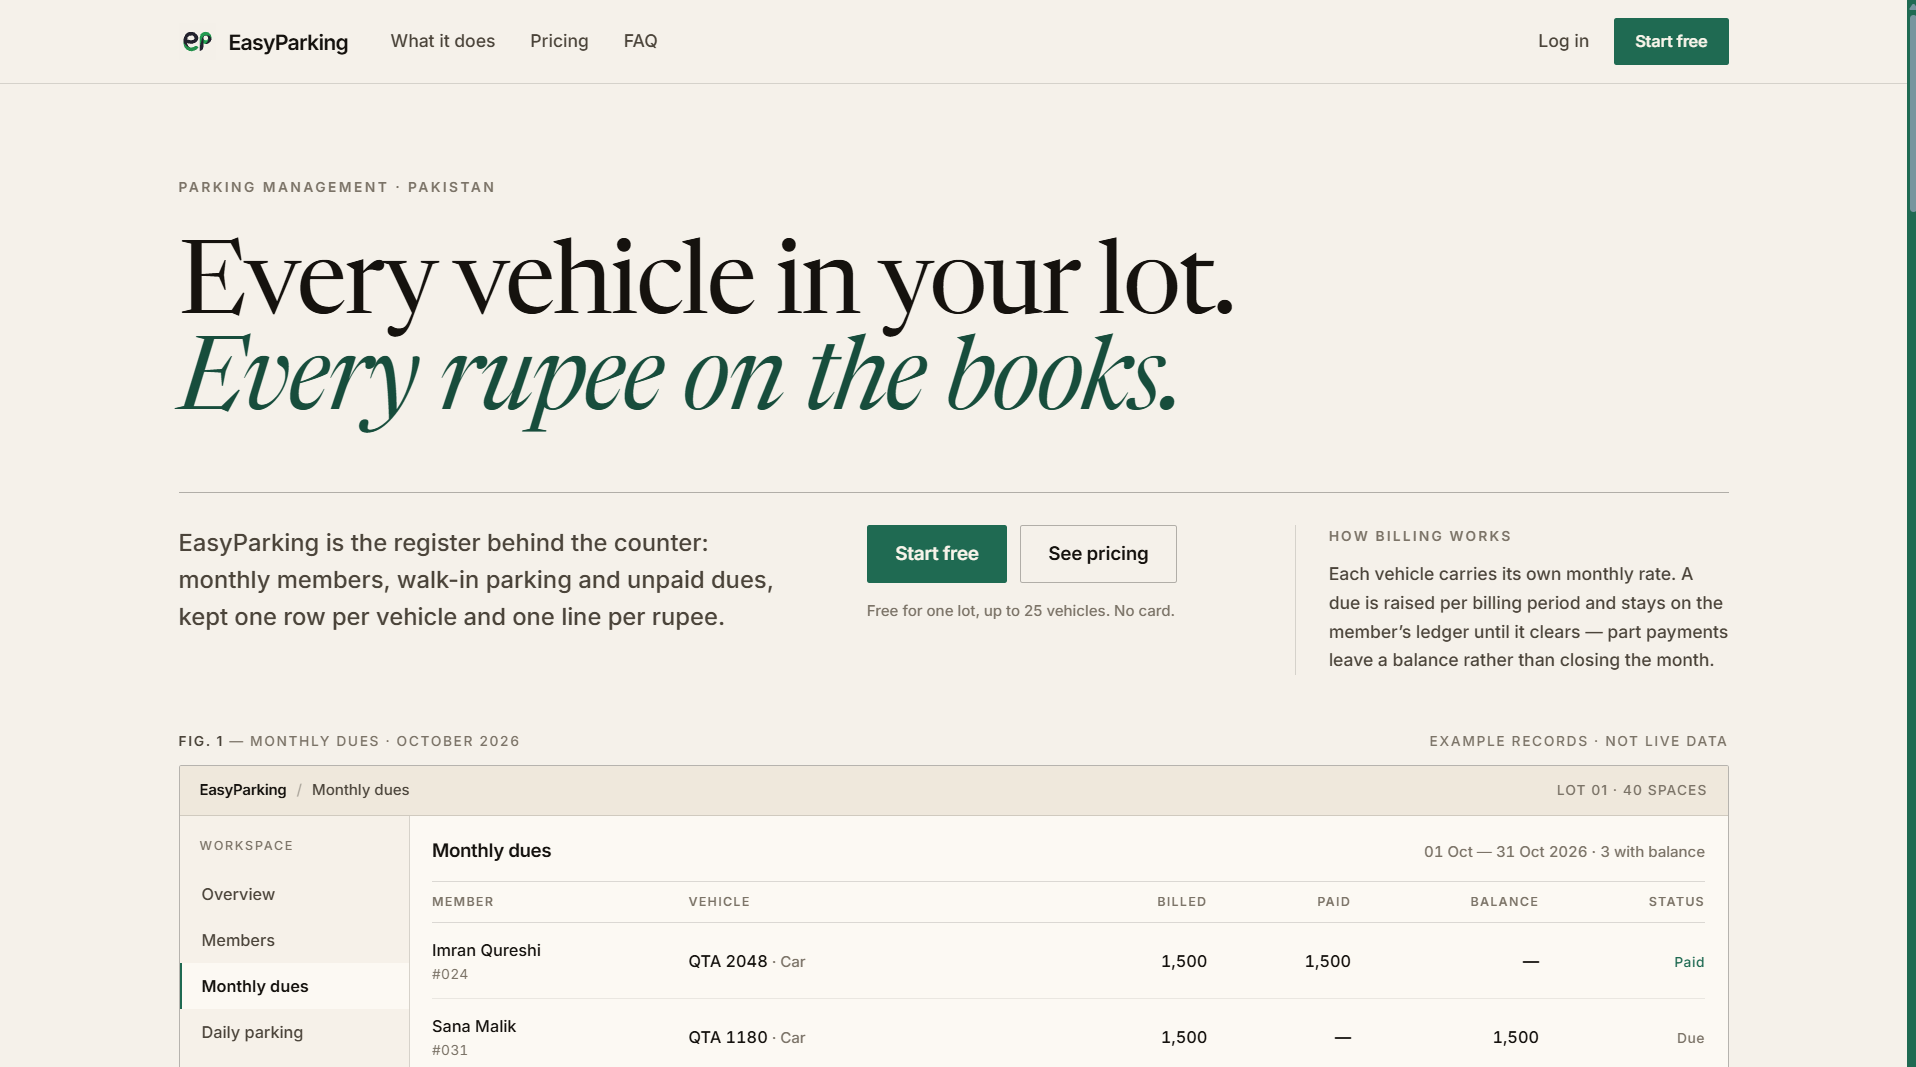 ep EasyParking What it does Pricing FAQ Log in Start free
PARKING MANAGEMENT · PAKISTAN
Every vehicle in your lot.
Every rupee on the books.
EasyParking is the register behind the counter:
monthly members, walk-in parking and unpaid dues,
kept one row per vehicle and one line per rupee.
Start free See pricing
Free for one lot, up to 25 vehicles. No card.
HOW BILLING WORKS
Each vehicle carries its own monthly rate. A
due is raised per billing period and stays on the
member’s ledger until it clears — part payments
leave a balance rather than closing the month.
FIG. 1 — MONTHLY DUES · OCTOBER 2026 EXAMPLE RECORDS · NOT LIVE DATA
EasyParking / Monthly dues LOT 01 · 40 SPACES
WORKSPACE
Overview
Members
Monthly dues
Daily parking
Monthly dues 01 Oct — 31 Oct 2026 · 3 with balance
MEMBER VEHICLE BILLED PAID BALANCE STATUS
Imran Qureshi
#024
QTA 2048 · Car 1,500 1,500 — Paid
Sana Malik
#031
QTA 1180 · Car 1,500 — 1,500 Due